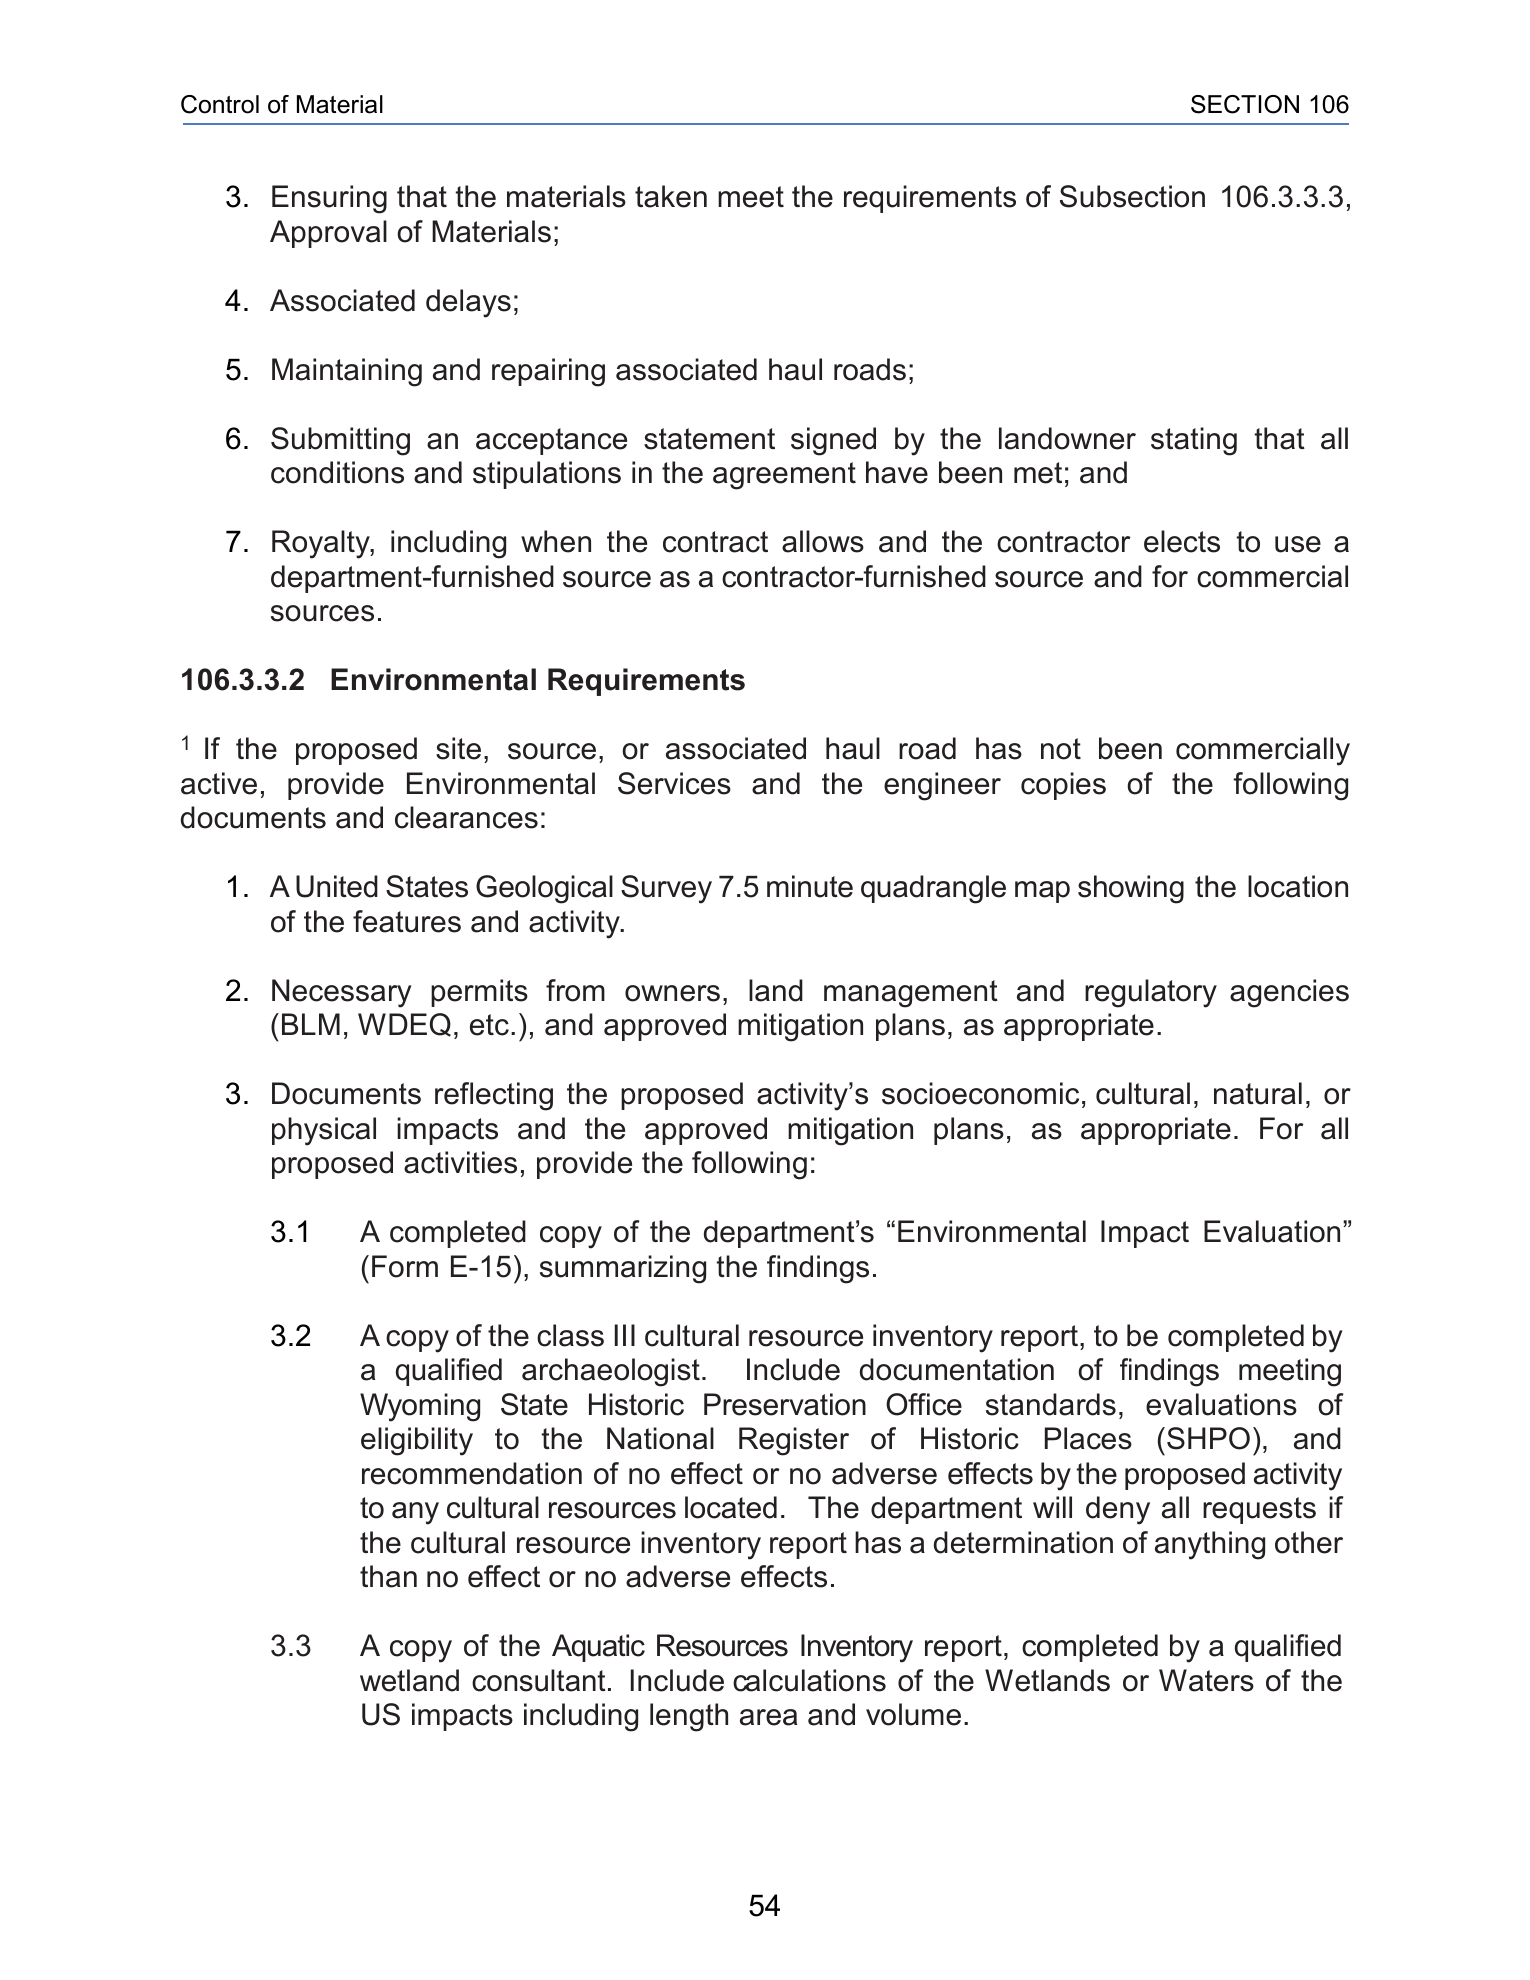 Control of Material SECTION 106
3. Ensuring that the materials taken meet the requirements of Subsection 106.3.3.3,
Approval of Materials;
4. Associated delays;
5. Maintaining and repairing associated haul roads;
6. Submitting an acceptance statement signed by the landowner stating that all
conditions and stipulations in the agreement have been met; and
7. Royalty, including when the contract allows and the contractor elects to use a
department-furnished source as a contractor-furnished source and for commercial
sources.
106.3.3.2 Environmental Requirements
1 If the proposed site, source, or associated haul road has not been commercially
active, provide Environmental Services and the engineer copies of the following
documents and clearances:
1. A United States Geological Survey 7.5 minute quadrangle map showing the location
of the features and activity.
2. Necessary permits from owners, land management and regulatory agencies
(BLM, WDEQ, etc.), and approved mitigation plans, as appropriate.
3. Documents reflecting the proposed activity’s socioeconomic, cultural, natural, or
physical impacts and the approved mitigation plans, as appropriate. For all
proposed activities, provide the following:
3.1 A completed copy of the department’s “Environmental Impact Evaluation”
(Form E-15), summarizing the findings.
3.2 A copy of the class III cultural resource inventory report, to be completed by
a qualified archaeologist. Include documentation of findings meeting
Wyoming State Historic Preservation Office standards, evaluations of
eligibility to the National Register of Historic Places (SHPO), and
recommendation of no effect or no adverse effects by the proposed activity
to any cultural resources located. The department will deny all requests if
the cultural resource inventory report has a determination of anything other
than no effect or no adverse effects.
3.3 A copy of the Aquatic Resources Inventory report, completed by a qualified
wetland consultant. Include calculations of the Wetlands or Waters of the
US impacts including length area and volume.
54